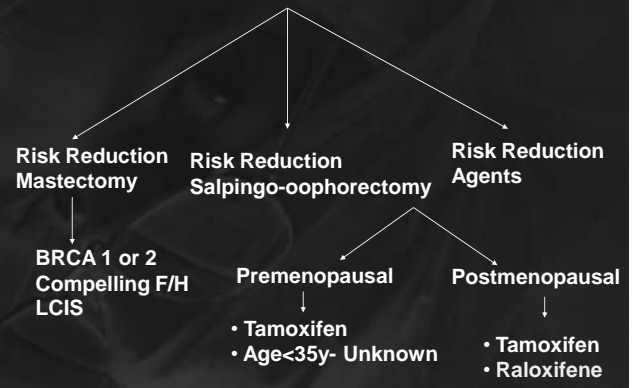 Risk Reduction
Mastectomy
Risk Reduction
Salpingo-oophorectomy
Risk Reduction
Agents
BRCA 1 or 2
Compelling F/H
LCIS
Premenopausal
• Tamoxifen
• Age<35y- Unknown
Postmenopausal
• Tamoxifen
• Raloxifene